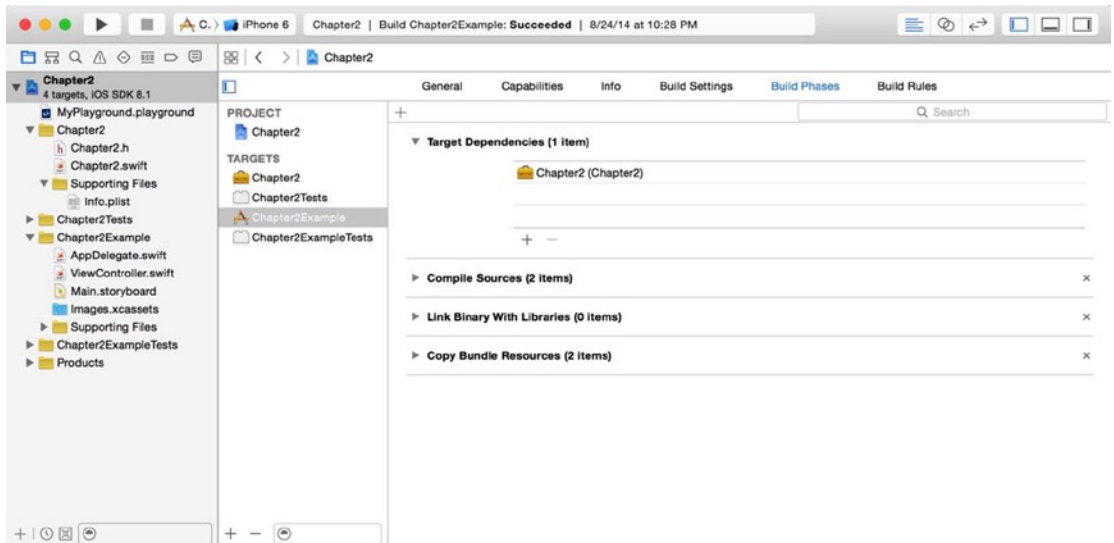 C. iPhone 6 Chapter2 | Build Chapter2Example: Succeeded | 8/24/14 at 10:28 PM
Chapter2
Chapter2
4 targets, iOS SDK 8.1
MyPlayground.playground
Chapter2
Chapter2.h
Chapter2.swift
Supporting Files
Info.plist
Chapter2Tests
Chapter2Example
AppDelegate.swift
ViewController.swift
Main.storyboard
Images.xcassets
Supporting Files
Chapter2ExampleTests
Products
PROJECT
Chapter2
TARGETS
Chapter2
Chapter2Tests
Chapter2Example
Chapter2ExampleTests
General Capabilities Info Build Settings Build Phases Build Rules
Search
Target Dependencies (1 item)
Chapter2 (Chapter2)
Compile Sources (2 items)
Link Binary With Libraries (0 items)
Copy Bundle Resources (2 items)